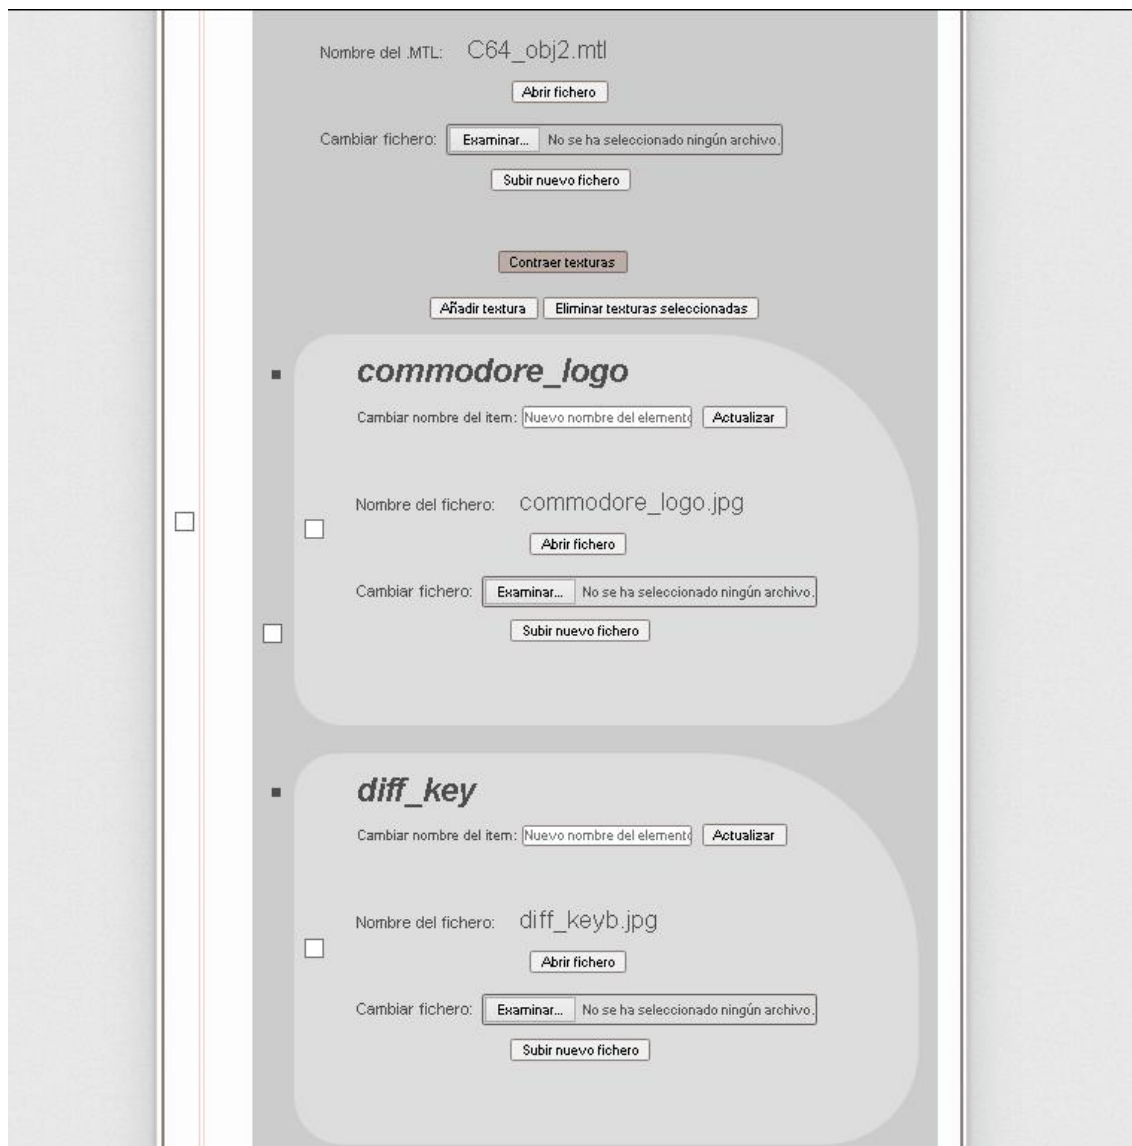 Nombre del .MTL: C64_obj2.mtl
Abrir fichero
Cambiar fichero: Examinar... No se ha seleccionado ningún archivo.
Subir nuevo fichero
Contraer texturas
Añadir textura Eliminar texturas seleccionadas
commodore_logo
Cambiar nombre del item: Nuevo nombre del elemento Actualizar
Nombre del fichero: commodore_logo.jpg
Abrir fichero
Cambiar fichero: Examinar... No se ha seleccionado ningún archivo.
Subir nuevo fichero
diff_key
Cambiar nombre del item: Nuevo nombre del elemento Actualizar
Nombre del fichero: diff_keyb.jpg
Abrir fichero
Cambiar fichero: Examinar... No se ha seleccionado ningún archivo.
Subir nuevo fichero